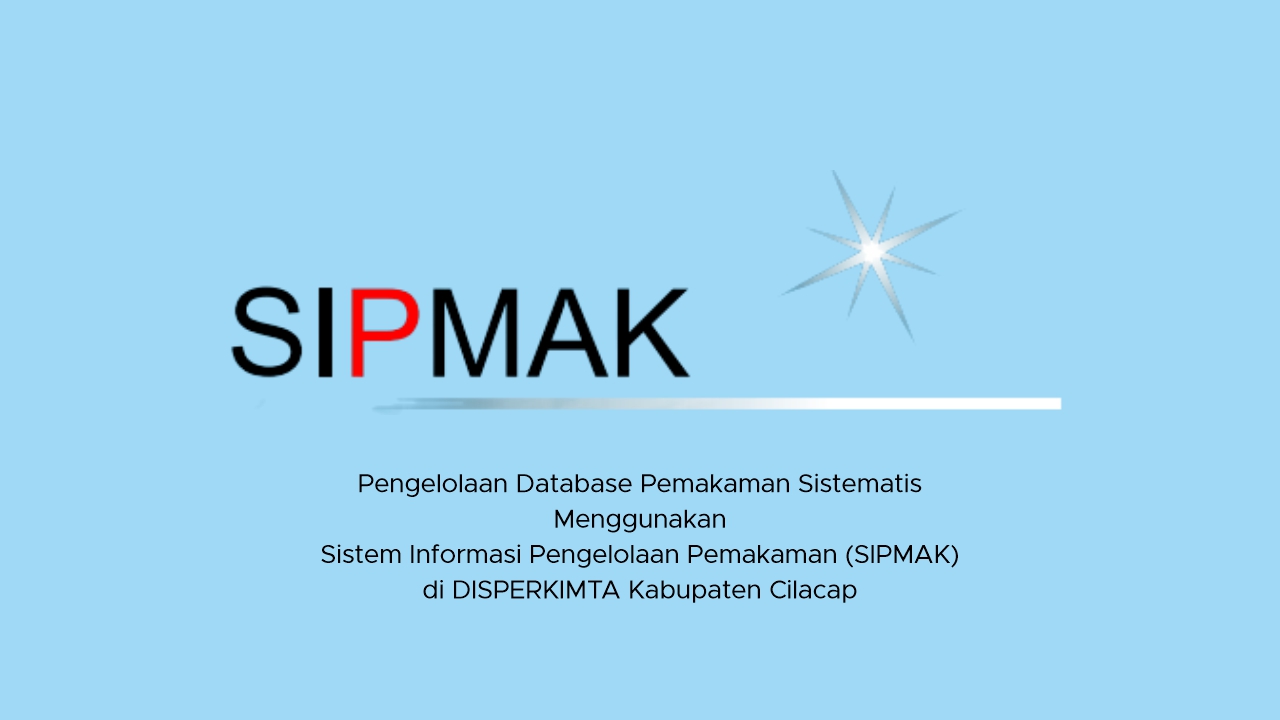 SIPMAK
Pengelolaan Database Pemakaman Sistematis
Menggunakan
Sistem Informasi Pengelolaan Pemakaman (SIPMAK)
di DISPERKIMTA Kabupaten Cilacap